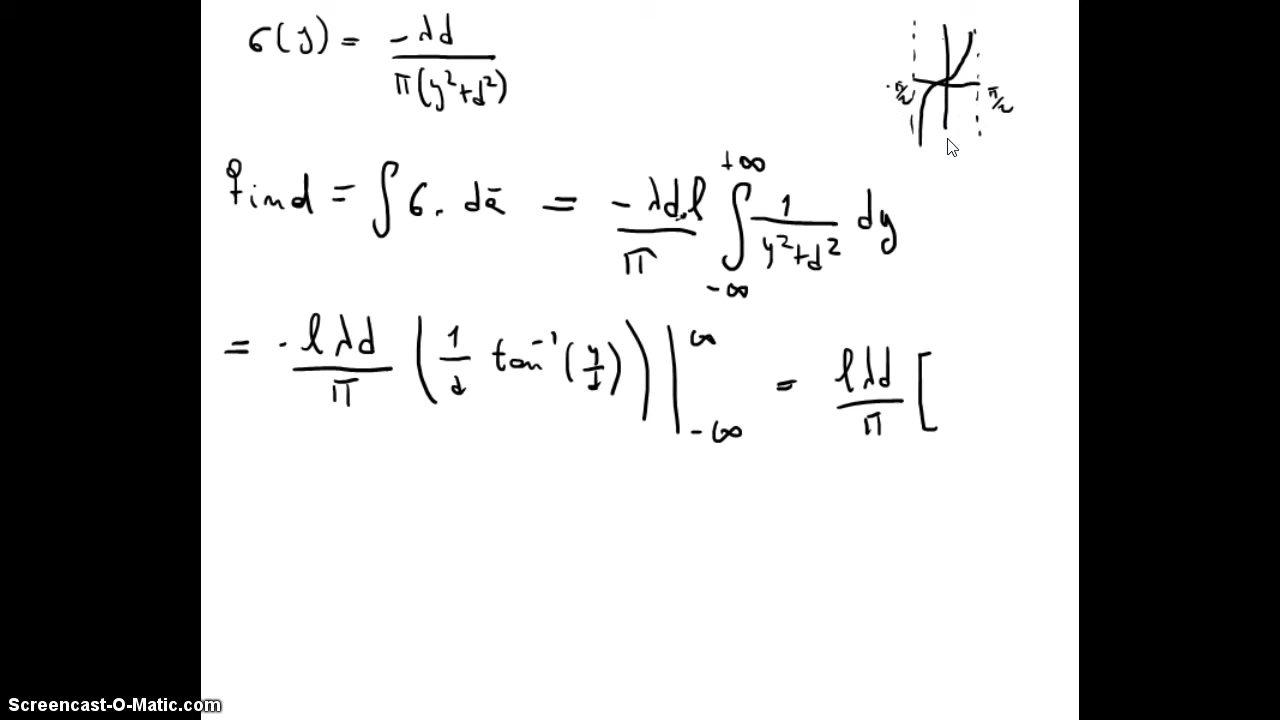 σ(y) = -λd / π(y²+d²)
-π/2 π/2
qind = ∫ σ. da = -λd.l / π ∫_{-∞}^{+∞} 1 / y²+d² dy
= - lλd / π ( 1/d tan⁻¹(y/d) ) |_{-∞}^{∞} = lλd / π [
Screencast-O-Matic.com